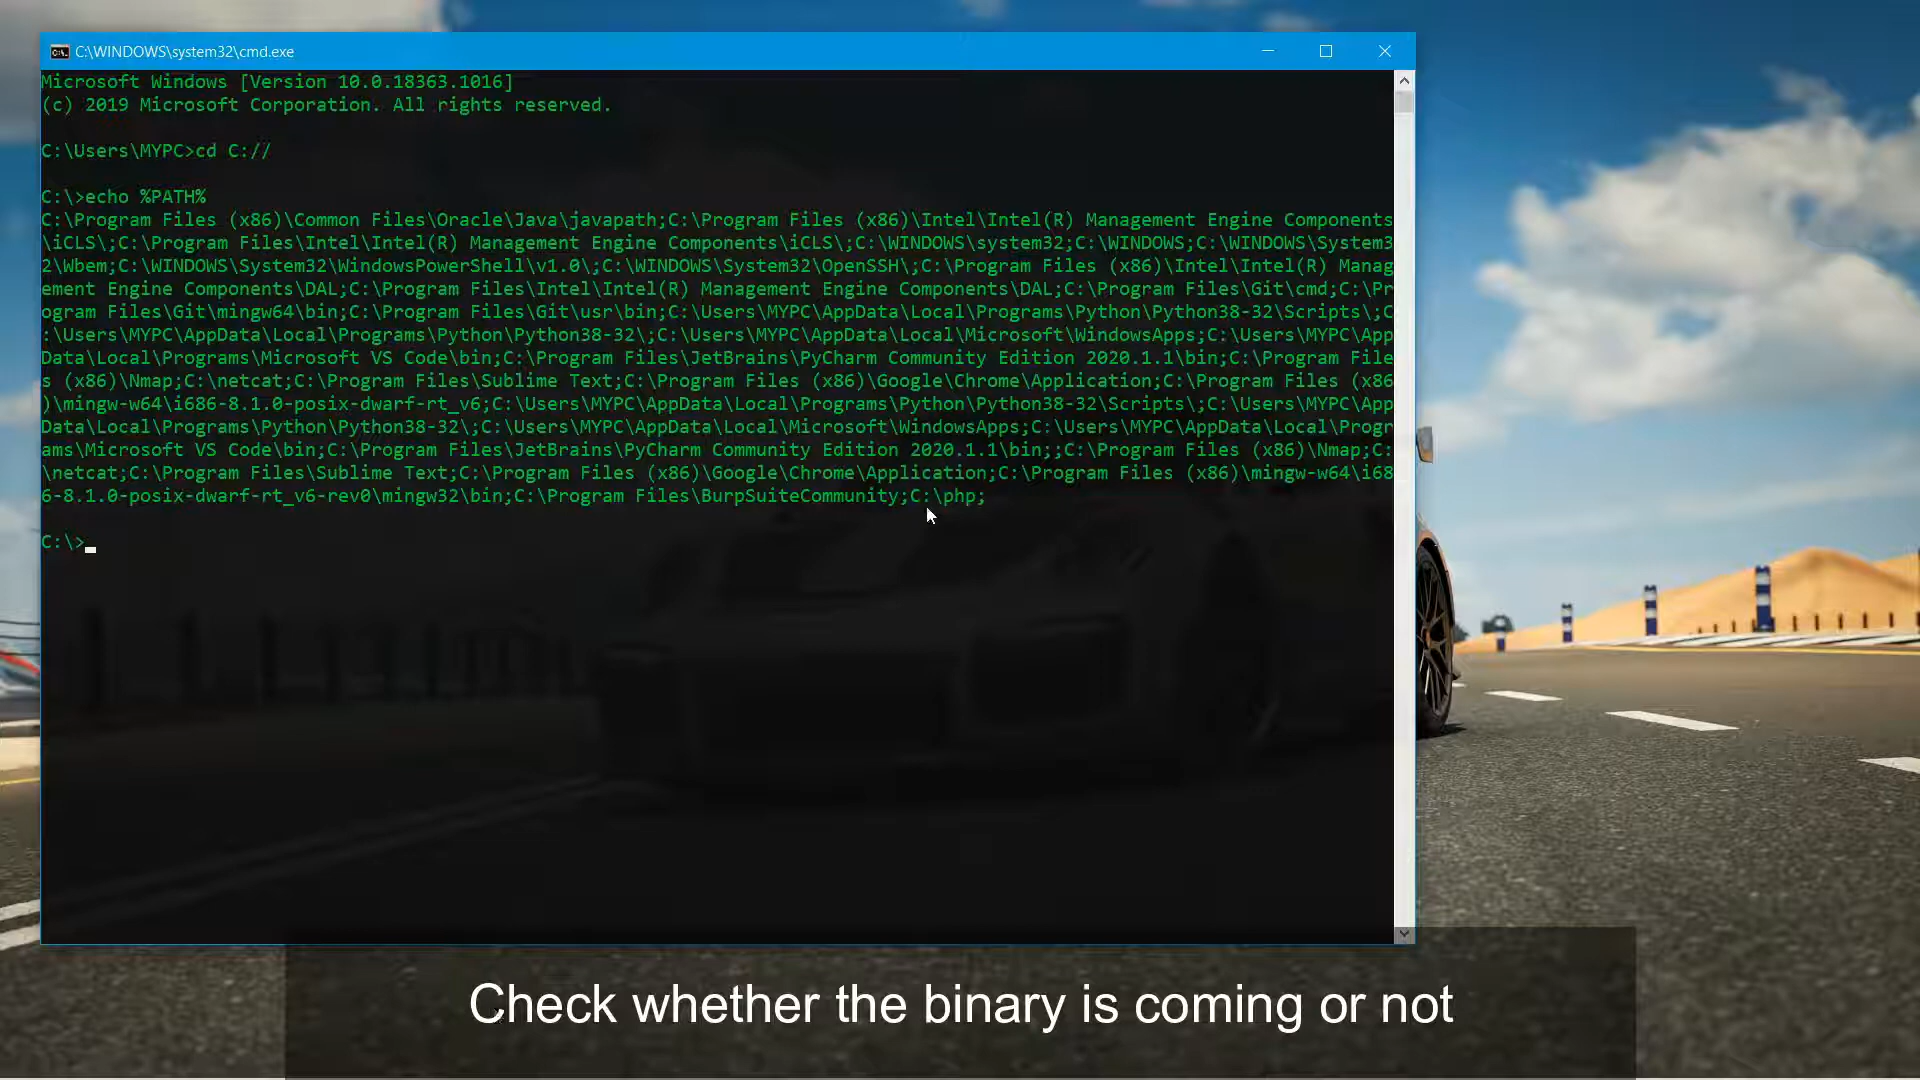 C:\WINDOWS\system32\cmd.exe
Microsoft Windows [Version 10.0.18363.1016]
(c) 2019 Microsoft Corporation. All rights reserved.
C:\Users\MYPC>cd C://
C:\>echo %PATH%
C:\Program Files (x86)\Common Files\Oracle\Java\javapath;C:\Program Files (x86)\Intel\Intel(R) Management Engine Components
\iCLS\;C:\Program Files\Intel\Intel(R) Management Engine Components\iCLS\;C:\WINDOWS\system32;C:\WINDOWS;C:\WINDOWS\System3
2\Wbem;C:\WINDOWS\System32\WindowsPowerShell\v1.0\;C:\WINDOWS\System32\OpenSSH\;C:\Program Files (x86)\Intel\Intel(R) Manag
ement Engine Components\DAL;C:\Program Files\Intel\Intel(R) Management Engine Components\DAL;C:\Program Files\Git\cmd;C:\Pr
ogram Files\Git\mingw64\bin;C:\Program Files\Git\usr\bin;C:\Users\MYPC\AppData\Local\Programs\Python\Python38-32\Scripts\;C
:\Users\MYPC\AppData\Local\Programs\Python\Python38-32\;C:\Users\MYPC\AppData\Local\Microsoft\WindowsApps;C:\Users\MYPC\App
Data\Local\Programs\Microsoft VS Code\bin;C:\Program Files\JetBrains\PyCharm Community Edition 2020.1.1\bin;C:\Program File
s (x86)\Nmap;C:\netcat;C:\Program Files\Sublime Text;C:\Program Files (x86)\Google\Chrome\Application;C:\Program Files (x86
)\mingw-w64\i686-8.1.0-posix-dwarf-rt_v6;C:\Users\MYPC\AppData\Local\Programs\Python\Python38-32\Scripts\;C:\Users\MYPC\App
Data\Local\Programs\Python\Python38-32\;C:\Users\MYPC\AppData\Local\Microsoft\WindowsApps;C:\Users\MYPC\AppData\Local\Progr
ams\Microsoft VS Code\bin;C:\Program Files\JetBrains\PyCharm Community Edition 2020.1.1\bin;;C:\Program Files (x86)\Nmap;C:
\netcat;C:\Program Files\Sublime Text;C:\Program Files (x86)\Google\Chrome\Application;C:\Program Files (x86)\mingw-w64\i68
6-8.1.0-posix-dwarf-rt_v6-rev0\mingw32\bin;C:\Program Files\BurpSuiteCommunity;C:\php;
C:\>
Check whether the binary is coming or not